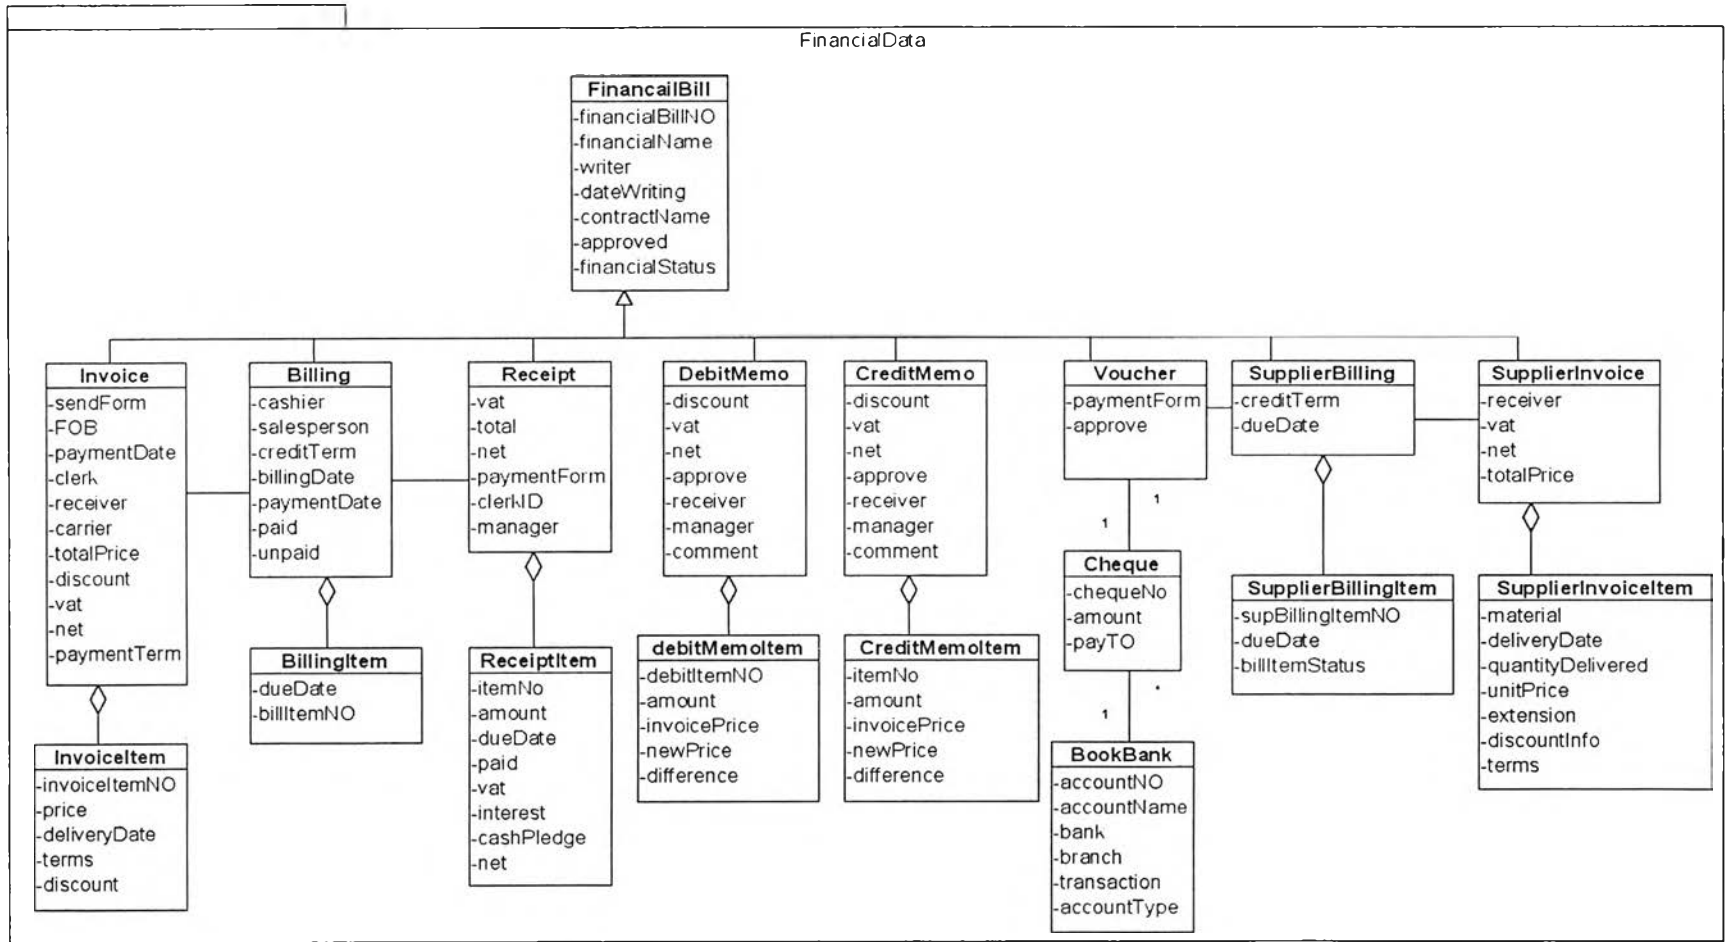 FinancialData
FinancailBill
-financialBillNO
-financialName
-writer
-dateWriting
-contractName
-approved
-financialStatus
Invoice
-sendForm
-FOB
-paymentDate
-clerk
-receiver
-carrier
-totalPrice
-discount
-vat
-net
-paymentTerm
Billing
-cashier
-salesperson
-creditTerm
-billingDate
-paymentDate
-paid
-unpaid
Receipt
-vat
-total
-net
-paymentForm
-clerkID
-manager
DebitMemo
-discount
-vat
-net
-approve
-receiver
-manager
-comment
CreditMemo
-discount
-vat
-net
-approve
-receiver
-manager
-comment
Voucher
-paymentForm
-approve
SupplierBilling
-creditTerm
-dueDate
SupplierInvoice
-receiver
-vat
-net
-totalPrice
1
1
Cheque
-chequeNo
-amount
-payTO
*
1
BookBank
-accountNO
-accountName
-bank
-branch
-transaction
-accountType
InvoiceItem
-invoiceItemNO
-price
-deliveryDate
-terms
-discount
BillingItem
-dueDate
-billItemNO
ReceiptItem
-itemNo
-amount
-dueDate
-paid
-vat
-interest
-cashPledge
-net
debitMemoItem
-debitItemNO
-amount
-invoicePrice
-newPrice
-difference
CreditMemoItem
-itemNo
-amount
-invoicePrice
-newPrice
-difference
SupplierBillingItem
-supBillingItemNO
-dueDate
-billItemStatus
SupplierInvoiceItem
-material
-deliveryDate
-quantityDelivered
-unitPrice
-extension
-discountInfo
-terms